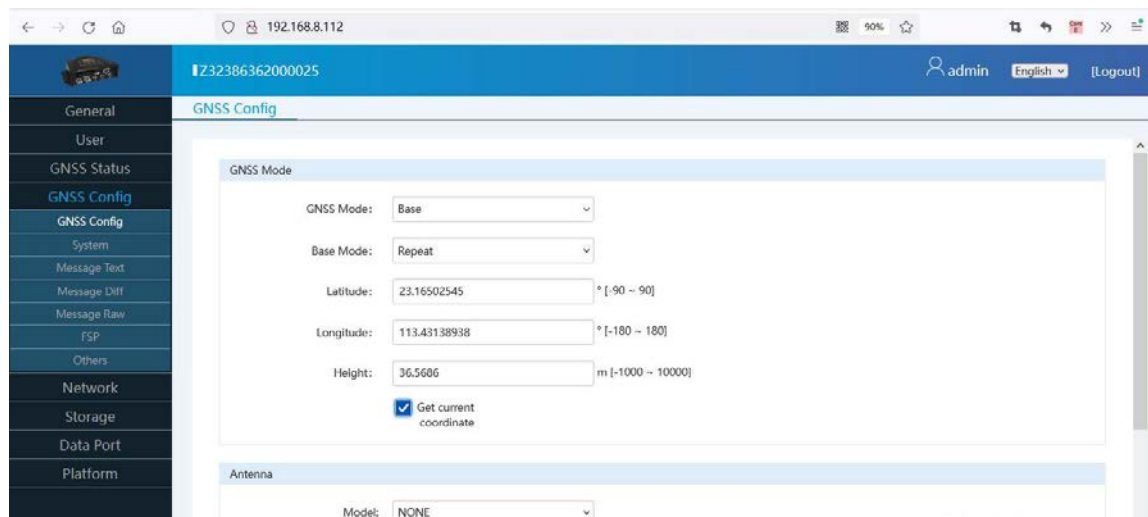 192.168.8.112
90%
IZ32386362000025
admin
English
[Logout]
General
User
GNSS Status
GNSS Config
GNSS Config
System
Message Text
Message Diff
Message Raw
FSP
Others
Network
Storage
Data Port
Platform
GNSS Config
GNSS Mode
GNSS Mode: Base
Base Mode: Repeat
Latitude: 23.16502545 ° [-90 ~ 90]
Longitude: 113.43138938 ° [-180 ~ 180]
Height: 36.5686 m [-1000 ~ 10000]
Get current
coordinate
Antenna
Model: NONE